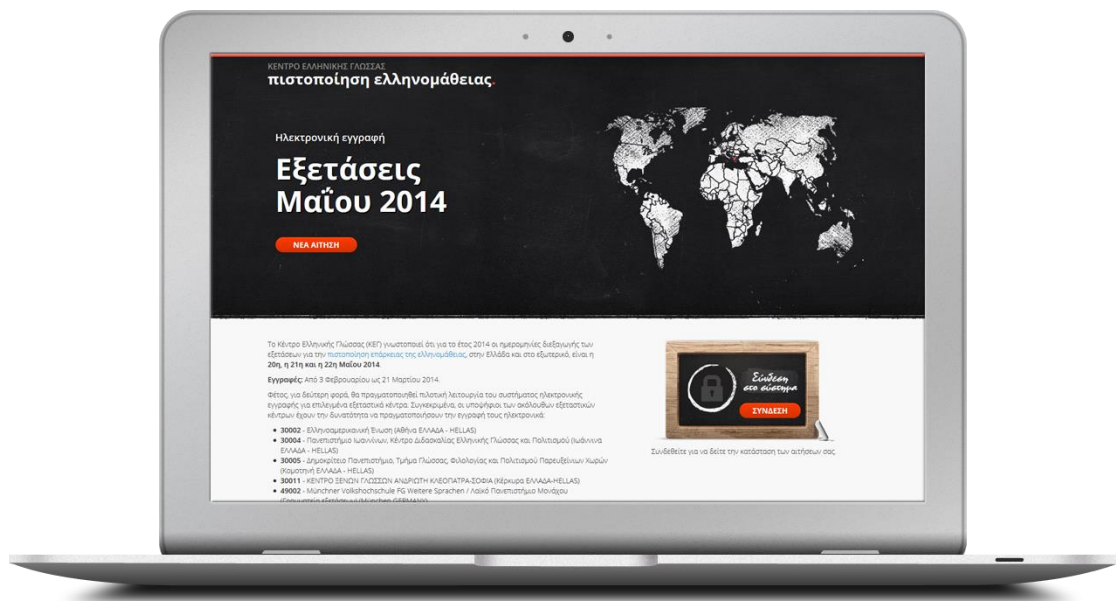 ΚΕΝΤΡΟ ΕΛΛΗΝΙΚΗΣ ΓΛΩΣΣΑΣ
πιστοποίηση ελληνομάθειας.
Ηλεκτρονική εγγραφή
Εξετάσεις
Μαΐου 2014
ΝΕΑ ΑΙΤΗΣΗ
Το Κέντρο Ελληνικής Γλώσσας (ΚΕΓ) γνωστοποιεί ότι για το έτος 2014 οι ημερομηνίες διεξαγωγής των
εξετάσεων για την πιστοποίηση επάρκειας της ελληνομάθειας, στην Ελλάδα και στο εξωτερικό, είναι η
20η, η 21η και η 22η Μαΐου 2014.
Εγγραφές: Από 3 Φεβρουαρίου ως 21 Μαρτίου 2014.
Φέτος, για δεύτερη φορά, θα πραγματοποιηθεί πιλοτική λειτουργία του συστήματος ηλεκτρονικής
εγγραφής για επιλεγμένα εξεταστικά κέντρα. Συγκεκριμένα, οι υποψήφιοι των ακόλουθων εξεταστικών
κέντρων έχουν την δυνατότητα να πραγματοποιήσουν την εγγραφή τους ηλεκτρονικά:
• 30002 - Ελληνοαμερικανική Ένωση (Αθήνα ΕΛΛΑΔΑ - HELLAS)
• 30004 - Πανεπιστήμιο Ιωαννίνων, Κέντρο Διδασκαλίας Ελληνικής Γλώσσας και Πολιτισμού (Ιωάννινα
ΕΛΛΑΔΑ - HELLAS)
• 30005 - Δημοκρίτειο Πανεπιστήμιο, Τμήμα Γλώσσας, Φιλολογίας και Πολιτισμού Παρευξείνιων Χωρών
(Κομοτηνή ΕΛΛΑΔΑ - HELLAS)
• 30011 - ΚΕΝΤΡΟ ΞΕΝΩΝ ΓΛΩΣΣΩΝ ΑΝΔΡΙΩΤΗ ΚΛΕΟΠΑΤΡΑ-ΣΟΦΙΑ (Κέρκυρα ΕΛΛΑΔΑ-HELLAS)
• 49002 - Münchner Volkshochschule FG Weitere Sprachen / Λαϊκό Πανεπιστήμιο Μονάχου
(Γραμματεία εξετάσεων) (München GERMANY)
Σύνδεση
στο σύστημα
ΣΥΝΔΕΣΗ
Συνδεθείτε για να δείτε την κατάσταση των αιτήσεων σας.